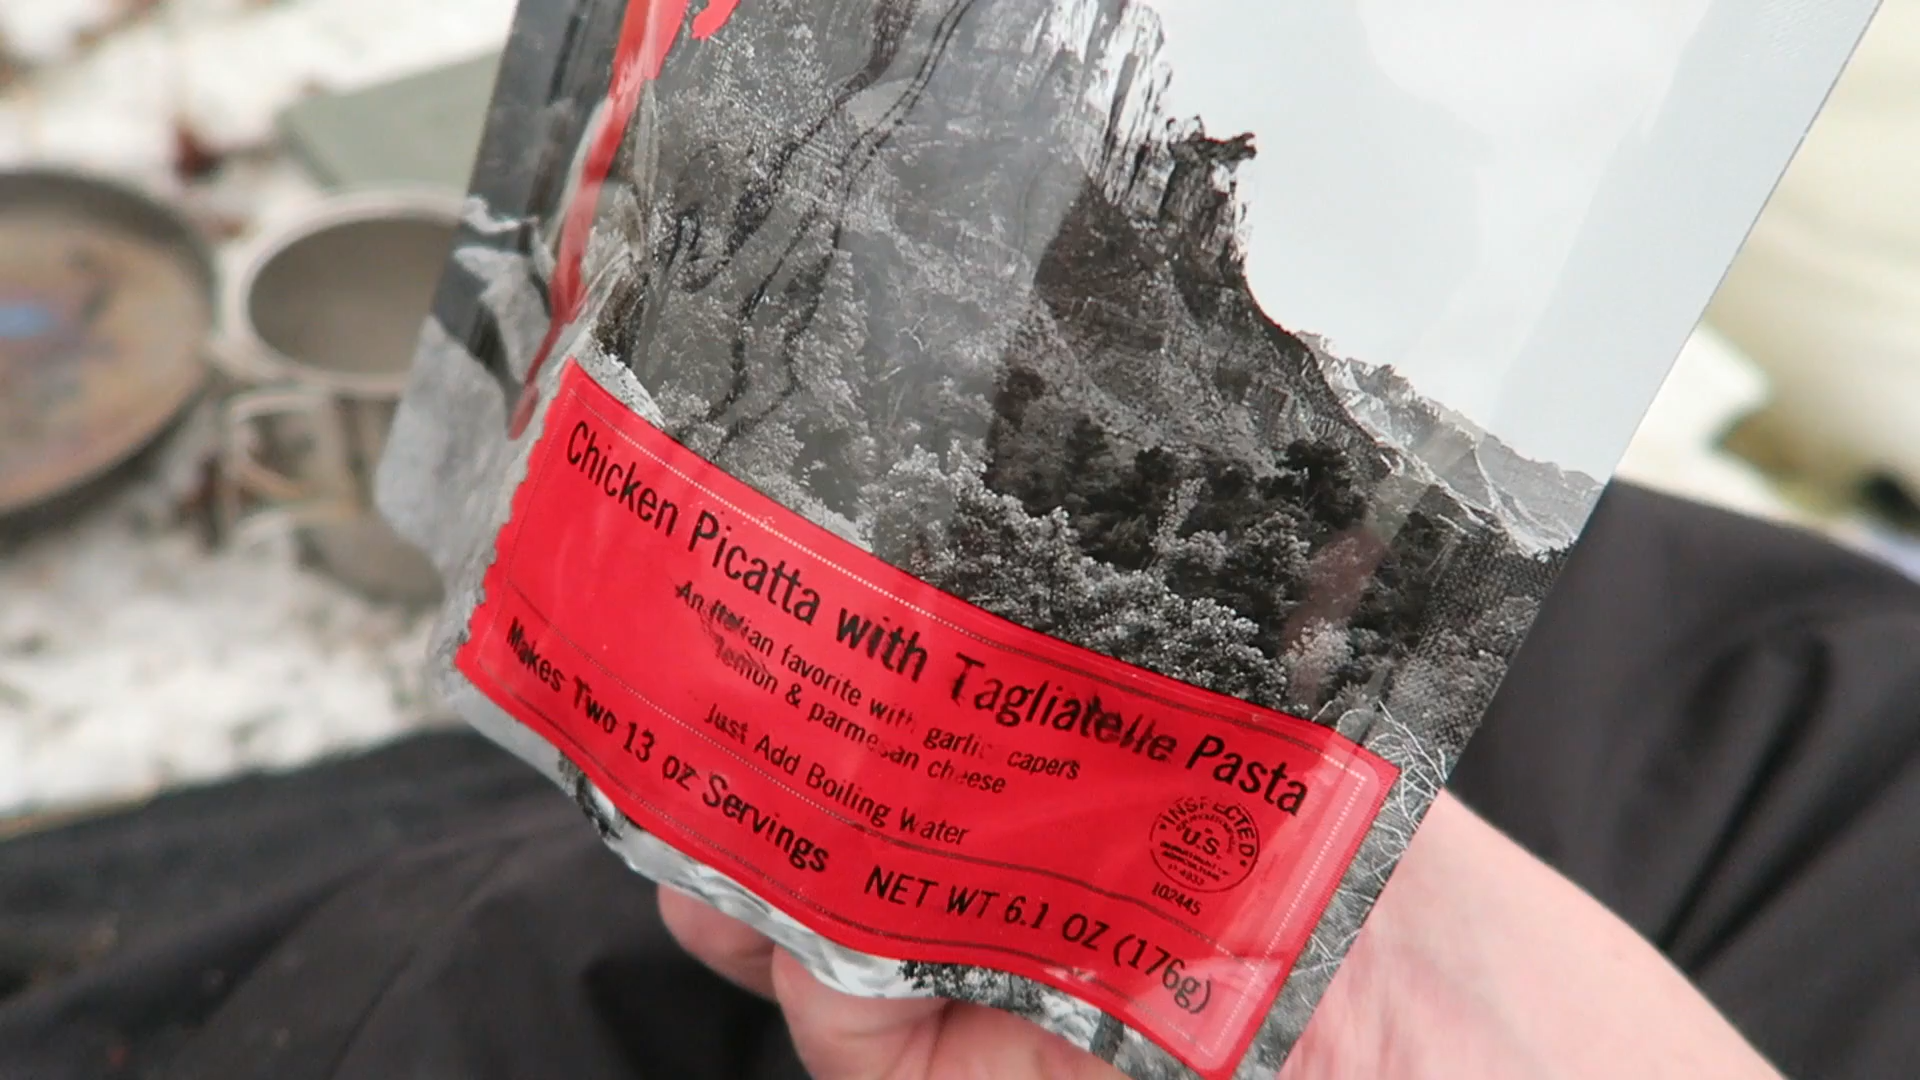 Chicken Picatta with Tagliatelle Pasta
An Italian favorite with garlic capers
lemon & parmesan cheese
Just Add Boiling Water
Makes Two 13 oz Servings
NET WT 6.1 OZ (176g)
INSPECTED
U.S.
102445